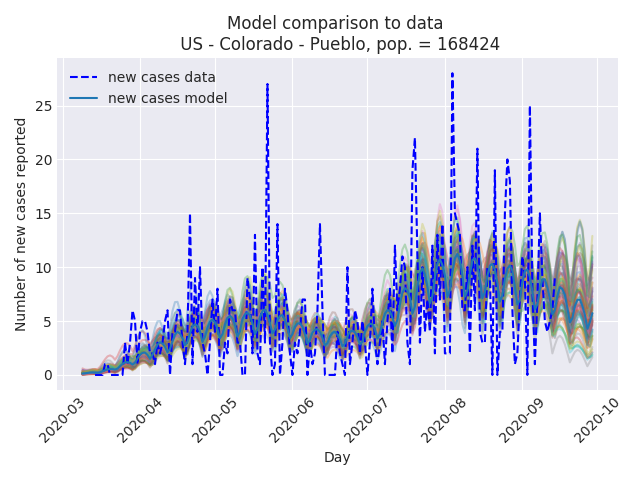 Model comparison to data
US - Colorado - Pueblo, pop. = 168424
new cases data
new cases model
Number of new cases reported
25
20
15
10
5
0
2020-03
2020-04
2020-05
2020-06
2020-07
2020-08
2020-09
2020-10
Day